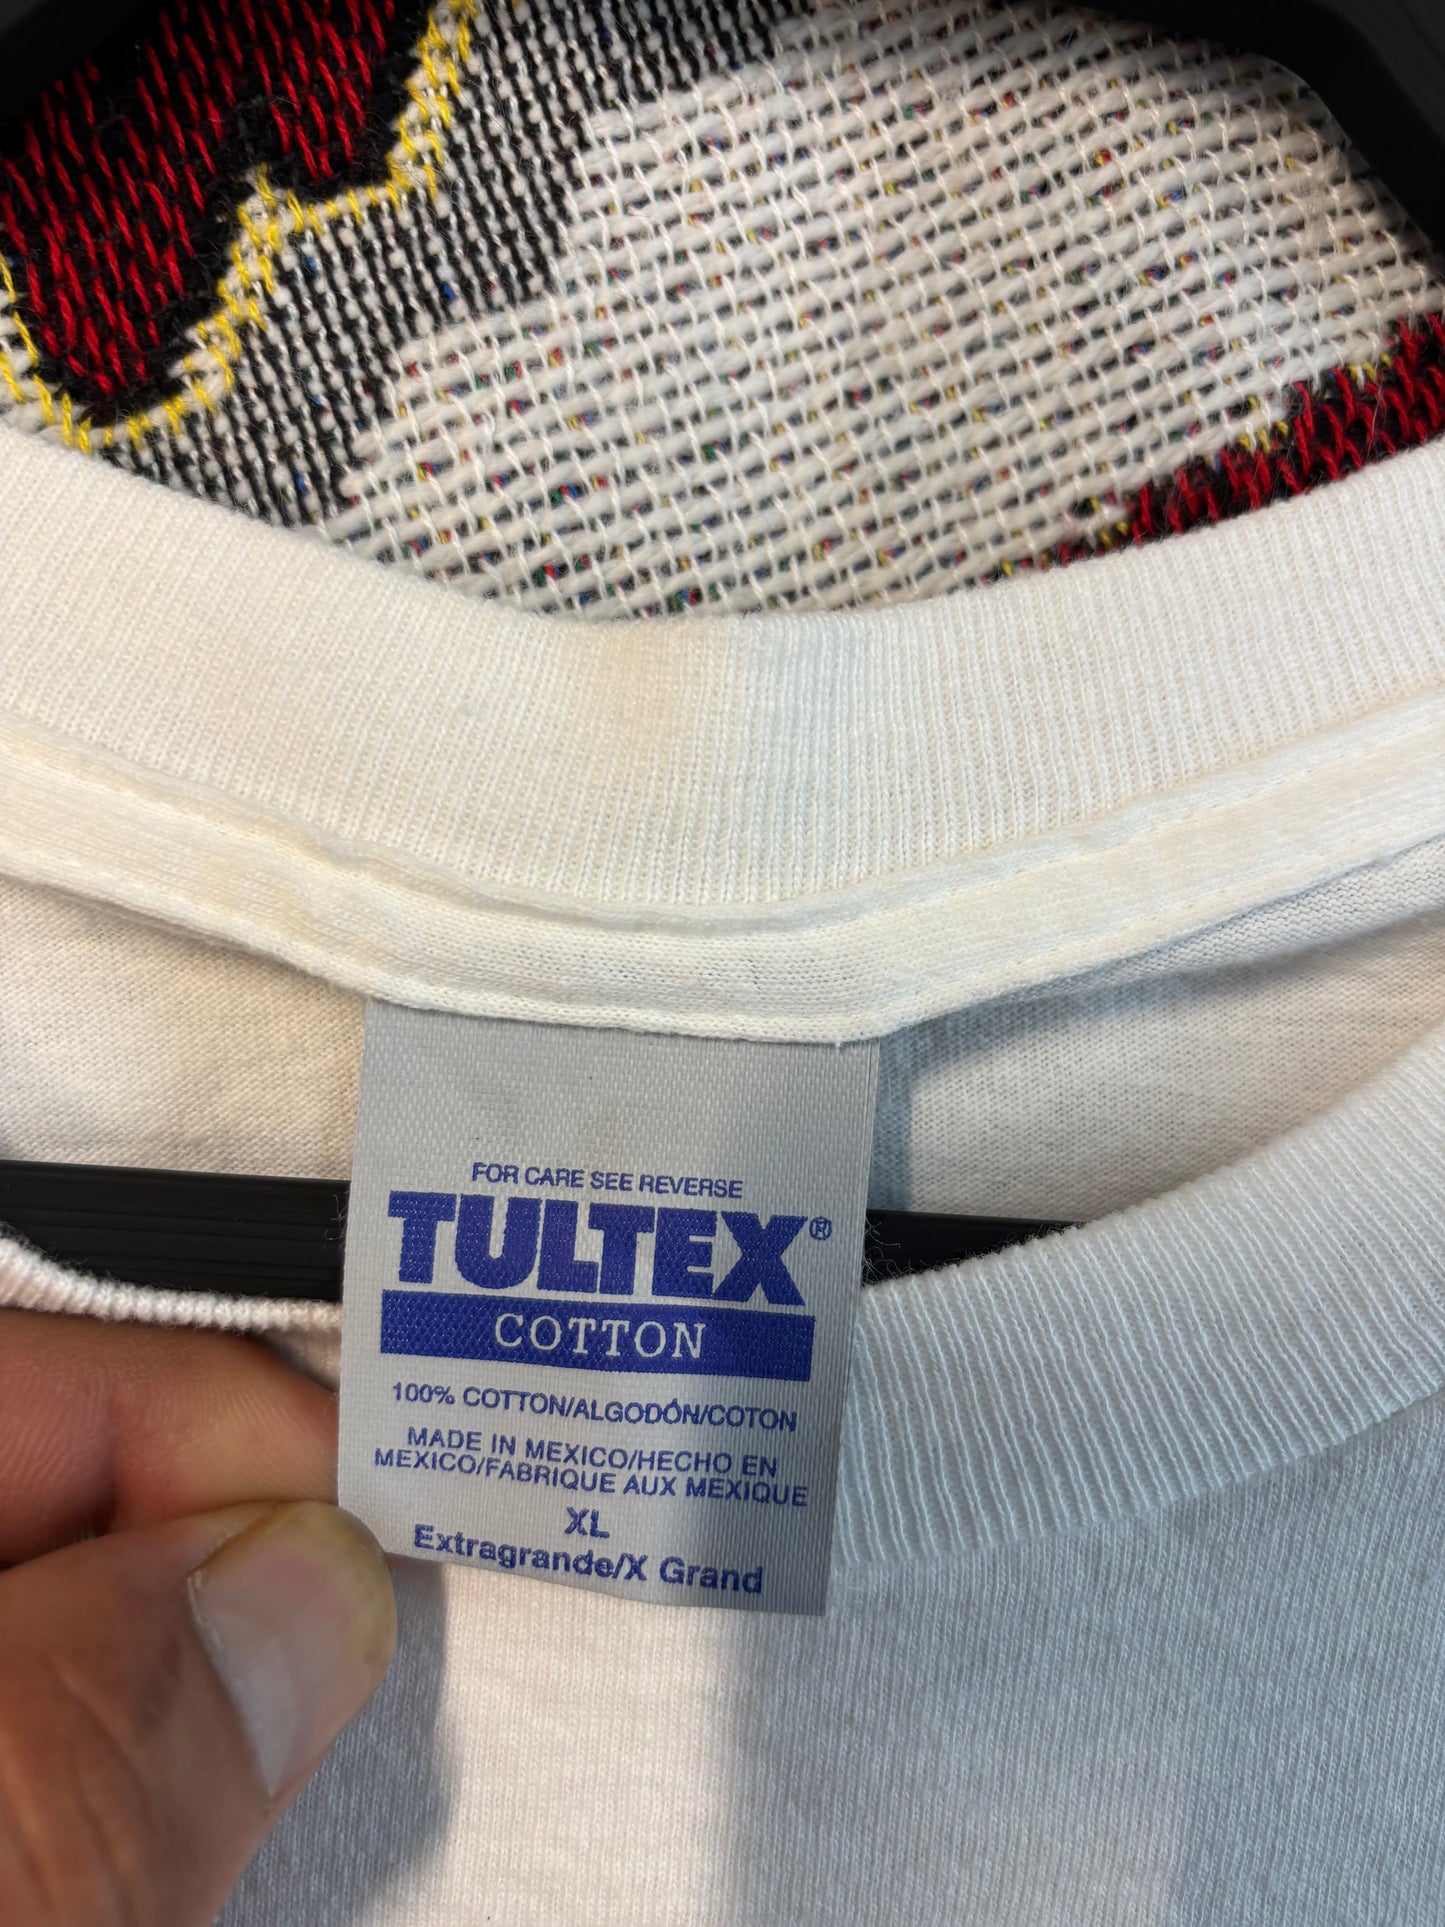 FOR CARE SEE REVERSE
TULTEX®
COTTON
100% COTTON/ALGODÓN/COTON
MADE IN MEXICO/HECHO EN
MEXICO/FABRIQUE AUX MEXIQUE
XL
Extragrande/X Grand